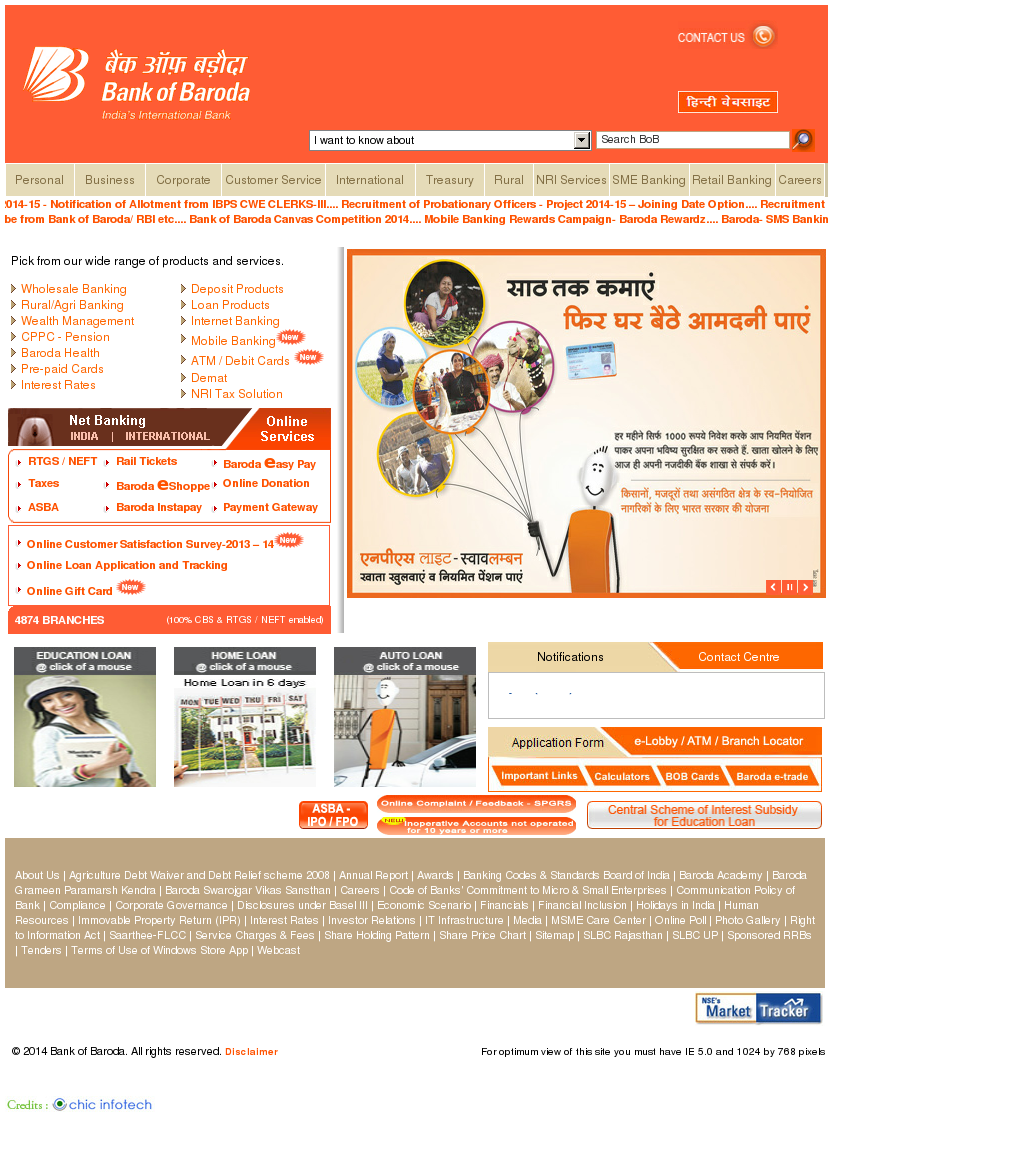 CONTACT US
बैंक ऑफ़ बड़ौदा
Bank of Baroda
India's International Bank
हिन्दी वेबसाइट
I want to know about
Search BoB
Personal Business Corporate Customer Service International Treasury Rural NRI Services SME Banking Retail Banking Careers
2014-15 - Notification of Allotment from IBPS CWE CLERKS-III.... Recruitment of Probationary Officers - Project 2014-15 – Joining Date Option.... Recruitment
be from Bank of Baroda/ RBI etc.... Bank of Baroda Canvas Competition 2014.... Mobile Banking Rewards Campaign- Baroda Rewardz.... Baroda- SMS Bankin
Pick from our wide range of products and services.
Wholesale Banking
Rural/Agri Banking
Wealth Management
CPPC - Pension
Baroda Health
Pre-paid Cards
Interest Rates
Deposit Products
Loan Products
Internet Banking
Mobile Banking New
ATM / Debit Cards New
Demat
NRI Tax Solution
साठ तक कमाएं
फिर घर बैठे आमदनी पाएं
हर महीने सिर्फ 1000 रूपये निवेश करके आप नियमित पेंशन
पाकर अपना भविष्य सुरक्षित कर सकते हैं. खाता खोलने के लिए
आज ही अपनी नजदीकी बैंक शाखा से संपर्क करें ।
किसानों, मजदूरों तथा असंगठित क्षेत्र के स्व–नियोजित
नागरिकों के लिए भारत सरकार की योजना
एनपीएस लाइट - स्वावलम्बन
खाता खुलवाएं व नियमित पेंशन पाएं
Net Banking
INDIA | INTERNATIONAL
Online
Services
RTGS / NEFT Rail Tickets Baroda easy Pay
Taxes Baroda eShoppe Online Donation
ASBA Baroda Instapay Payment Gateway
Online Customer Satisfaction Survey-2013 – 14 New
Online Loan Application and Tracking
Online Gift Card New
4874 BRANCHES (100% CBS & RTGS / NEFT enabled)
EDUCATION LOAN
@ click of a mouse
HOME LOAN
@ click of a mouse
Home Loan in 6 days
MON TUE WED THU FRI SAT
AUTO LOAN
@ click of a mouse
Notifications Contact Centre
Application Form e-Lobby / ATM / Branch Locator
Important Links Calculators BOB Cards Baroda e-trade
ASBA -
IPO / FPO
Online Complaint / Feedback - SPGRS
NEW Inoperative Accounts not operated
for 10 years or more
Central Scheme of Interest Subsidy
for Education Loan
About Us | Agriculture Debt Waiver and Debt Relief scheme 2008 | Annual Report | Awards | Banking Codes & Standards Board of India | Baroda Academy | Baroda
Grameen Paramarsh Kendra | Baroda Swarojgar Vikas Sansthan | Careers | Code of Banks' Commitment to Micro & Small Enterprises | Communication Policy of
Bank | Compliance | Corporate Governance | Disclosures under Basel III | Economic Scenario | Financials | Financial Inclusion | Holidays in India | Human
Resources | Immovable Property Return (IPR) | Interest Rates | Investor Relations | IT Infrastructure | Media | MSME Care Center | Online Poll | Photo Gallery | Right
to Information Act | Saarthee-FLCC | Service Charges & Fees | Share Holding Pattern | Share Price Chart | Sitemap | SLBC Rajasthan | SLBC UP | Sponsored RRBs
| Tenders | Terms of Use of Windows Store App | Webcast
NSE's
Market Tracker
© 2014 Bank of Baroda. All rights reserved. Disclaimer
For optimum view of this site you must have IE 5.0 and 1024 by 768 pixels
Credits : chic infotech